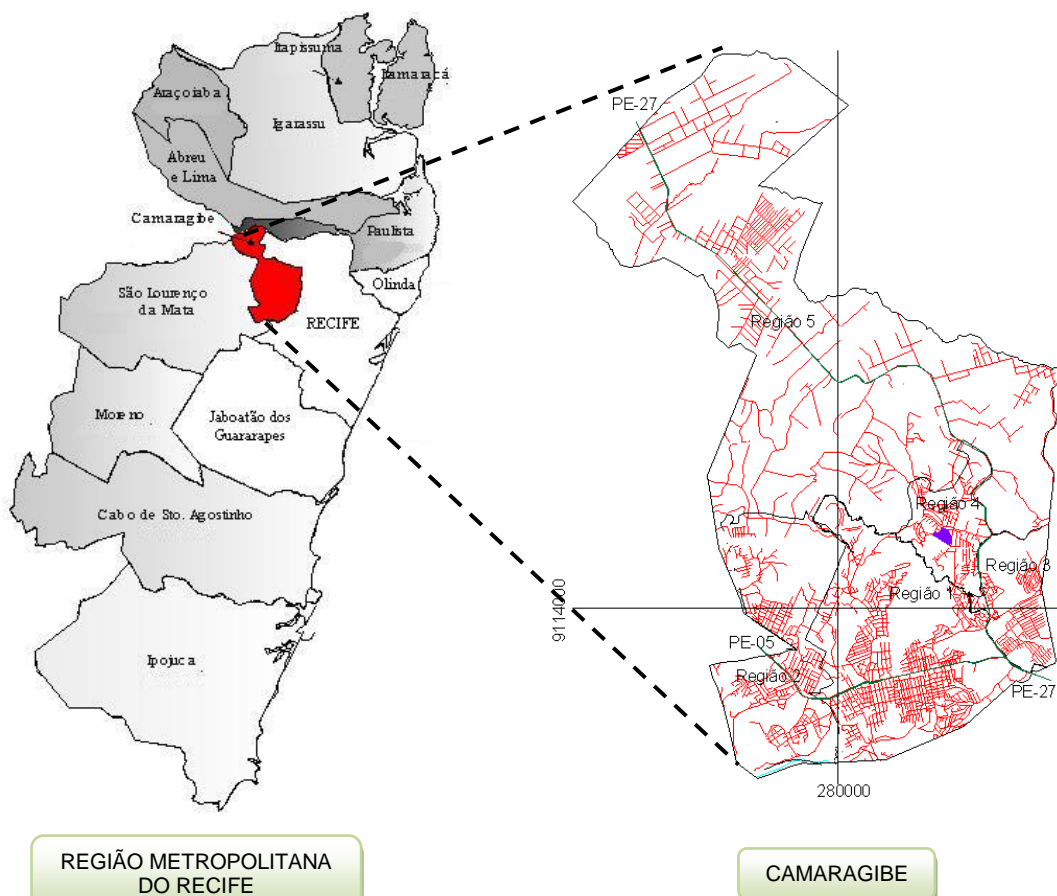 Itapissuma
Itamaracá
Araçoiaba
Igarassu
Abreu
e Lima
Camaragibe
Paulista
Olinda
São Lourenço
da Mata
RECIFE
Moreno
Jaboatão dos
Guararapes
Cabo de Sto. Agostinho
Ipojuca
REGIÃO METROPOLITANA
DO RECIFE
PE-27
Região 5
Região 4
Região 3
Região 1
9114000
PE-05
Região 2
PE-27
280000
CAMARAGIBE